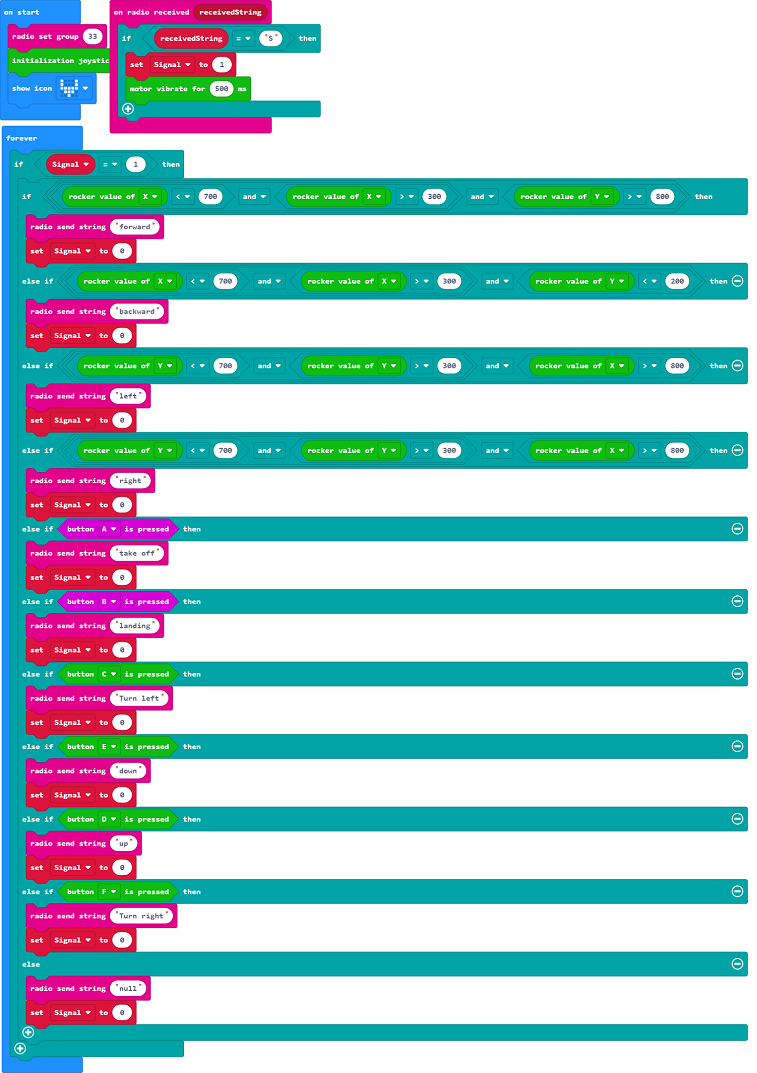 on start
radio set group 33
initialization joystic
show icon
on radio received receivedString
if receivedString = "S" then
set Signal to 1
motor vibrate for 500 ms
forever
if Signal = 1 then
if rocker value of X < 700 and rocker value of X > 300 and rocker value of Y > 800 then
radio send string "forward"
set Signal to 0
else if rocker value of X < 700 and rocker value of X > 300 and rocker value of Y < 200 then
radio send string "backward"
set Signal to 0
else if rocker value of Y < 700 and rocker value of Y > 300 and rocker value of X > 800 then
radio send string "left"
set Signal to 0
else if rocker value of Y < 700 and rocker value of Y > 300 and rocker value of X > 800 then
radio send string "right"
set Signal to 0
else if button A is pressed then
radio send string "take off"
set Signal to 0
else if button B is pressed then
radio send string "landing"
set Signal to 0
else if button C is pressed then
radio send string "Turn left"
set Signal to 0
else if button E is pressed then
radio send string "down"
set Signal to 0
else if button D is pressed then
radio send string "up"
set Signal to 0
else if button F is pressed then
radio send string "Turn right"
set Signal to 0
else
radio send string "null"
set Signal to 0